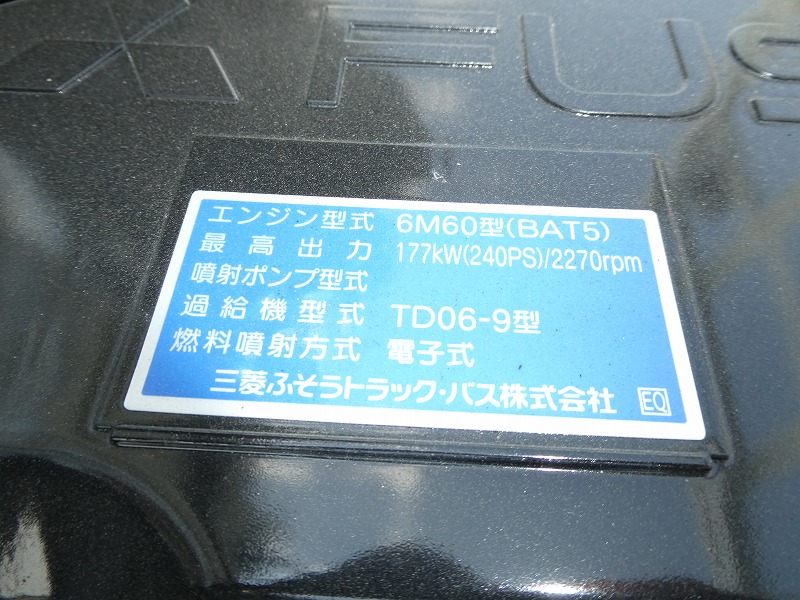 FUS
エンジン型式 6M60型(BAT5)
最高出力 177kW(240PS)/2270rpm
噴射ポンプ型式
過給機型式 TD06-9型
燃料噴射方式 電子式
三菱ふそうトラック・バス株式会社 EQ